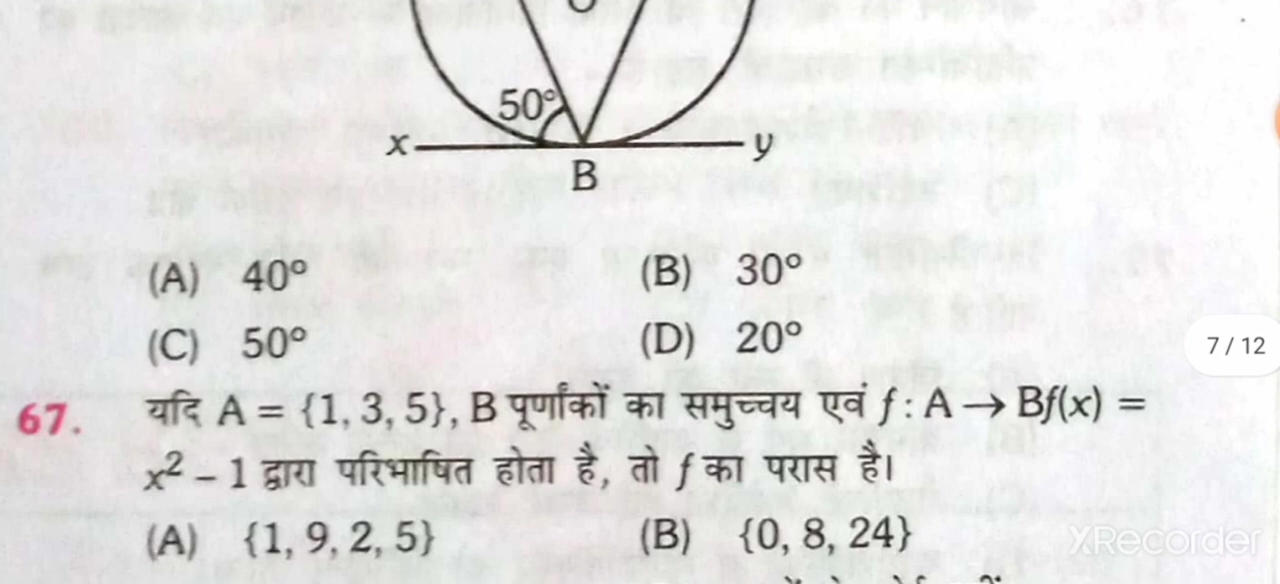 50°
x y
B
(A) 40° (B) 30°
(C) 50° (D) 20°
7 / 12
67. यदि A = {1, 3, 5}, B पूर्णांकों का समुच्चय एवं f : A → Bf(x) =
x² – 1 द्वारा परिभाषित होता है, तो f का परास है।
(A) {1, 9, 2, 5} (B) {0, 8, 24}
XRecorder